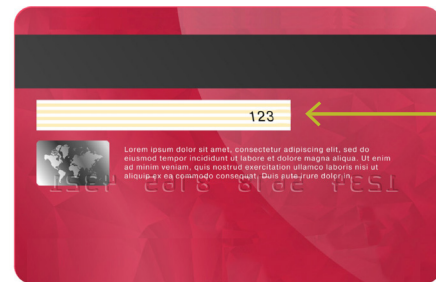 123
Lorem ipsum dolor sit amet, consectetur adipiscing elit, sed do
eiusmod tempor incididunt ut labore et dolore magna aliqua. Ut enim
ad minim veniam, quis nostrud exercitation ullamco laboris nisi ut
aliquip ex ea commodo consequat. Duis aute irure dolor in